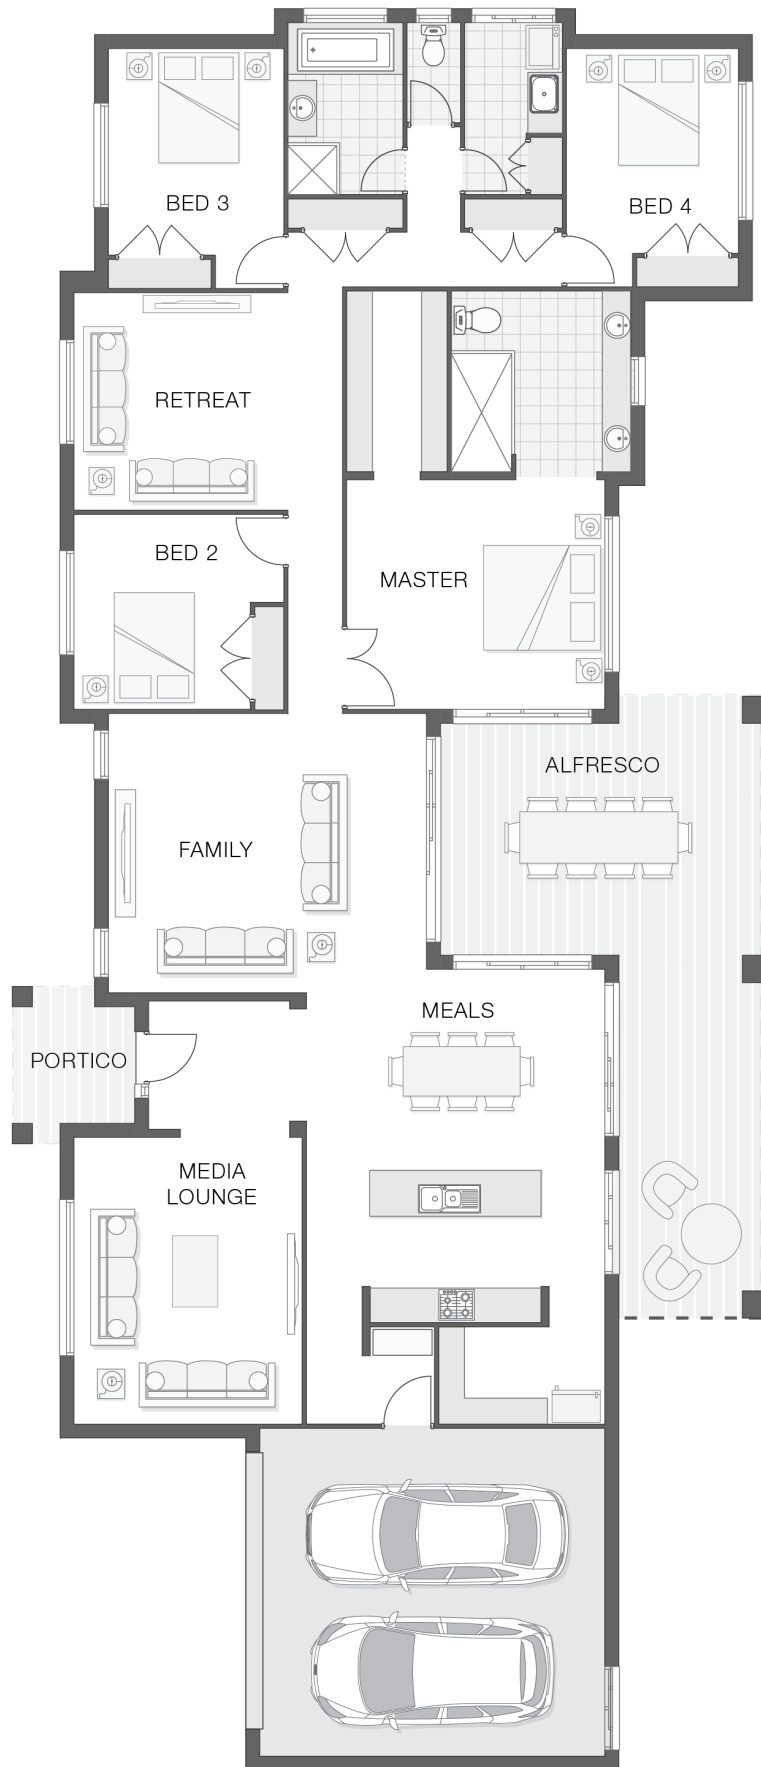 BED 3
BED 4
RETREAT
BED 2
MASTER
ALFRESCO
FAMILY
MEALS
PORTICO
MEDIA
LOUNGE